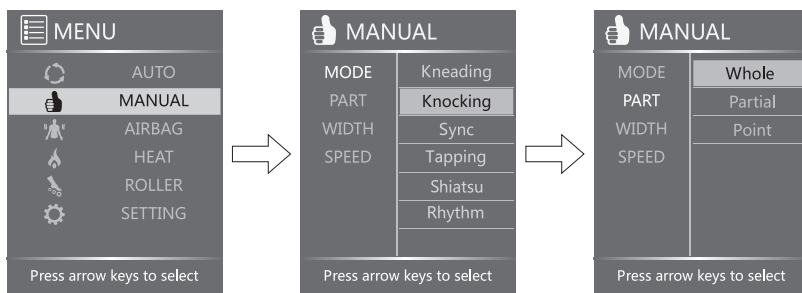 MENU
AUTO
MANUAL
AIRBAG
HEAT
ROLLER
SETTING
Press arrow keys to select
MANUAL
MODE Kneading
PART Knocking
WIDTH Sync
SPEED Tapping
Shiatsu
Rhythm
Press arrow keys to select
MANUAL
MODE Whole
PART Partial
WIDTH Point
SPEED
Press arrow keys to select